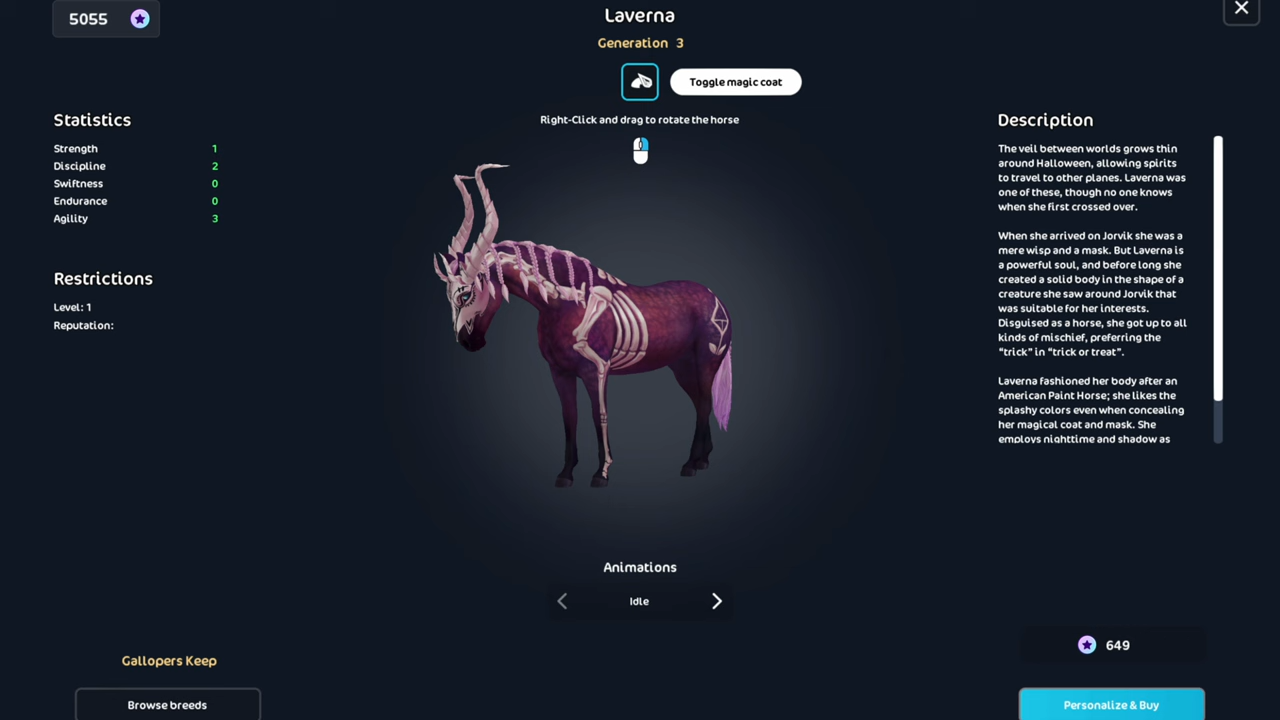 5055
Laverna
Generation 3
Toggle magic coat
Right-Click and drag to rotate the horse
Statistics
Strength 1
Discipline 2
Swiftness 0
Endurance 0
Agility 3
Restrictions
Level: 1
Reputation:
Description
The veil between worlds grows thin
around Halloween, allowing spirits
to travel to other planes. Laverna was
one of these, though no one knows
when she first crossed over.
When she arrived on Jorvik she was a
mere wisp and a mask. But Laverna is
a powerful soul, and before long she
created a solid body in the shape of a
creature she saw around Jorvik that
was suitable for her interests.
Disguised as a horse, she got up to all
kinds of mischief, preferring the
“trick” in “trick or treat”.
Laverna fashioned her body after an
American Paint Horse; she likes the
splashy colors even when concealing
her magical coat and mask. She
employs nighttime and shadow as
Animations
Idle
649
Gallopers Keep
Browse breeds
Personalize & Buy